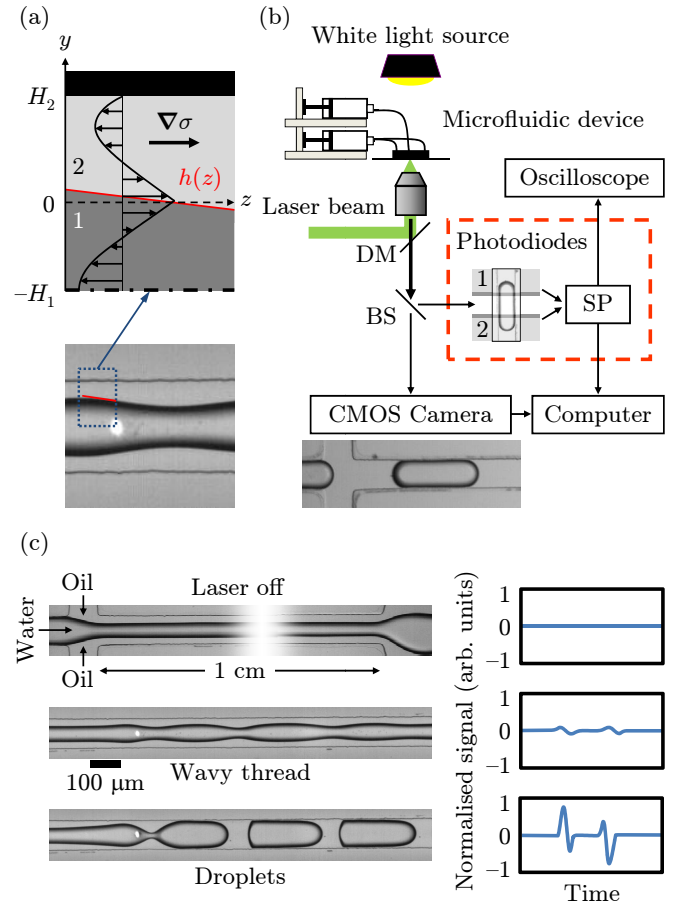 (a)
y
H₂
∇σ
2
h(z)
0
z
1
−H₁
(b)
White light source
Microfluidic device
Oscilloscope
Laser beam
DM
Photodiodes
1
SP
BS
2
CMOS Camera
Computer
(c)
Oil
Laser off
Water
Oil
1 cm
Wavy thread
100 µm
Droplets
Normalised signal (arb. units)
1
0
−1
1
0
−1
1
0
−1
Time